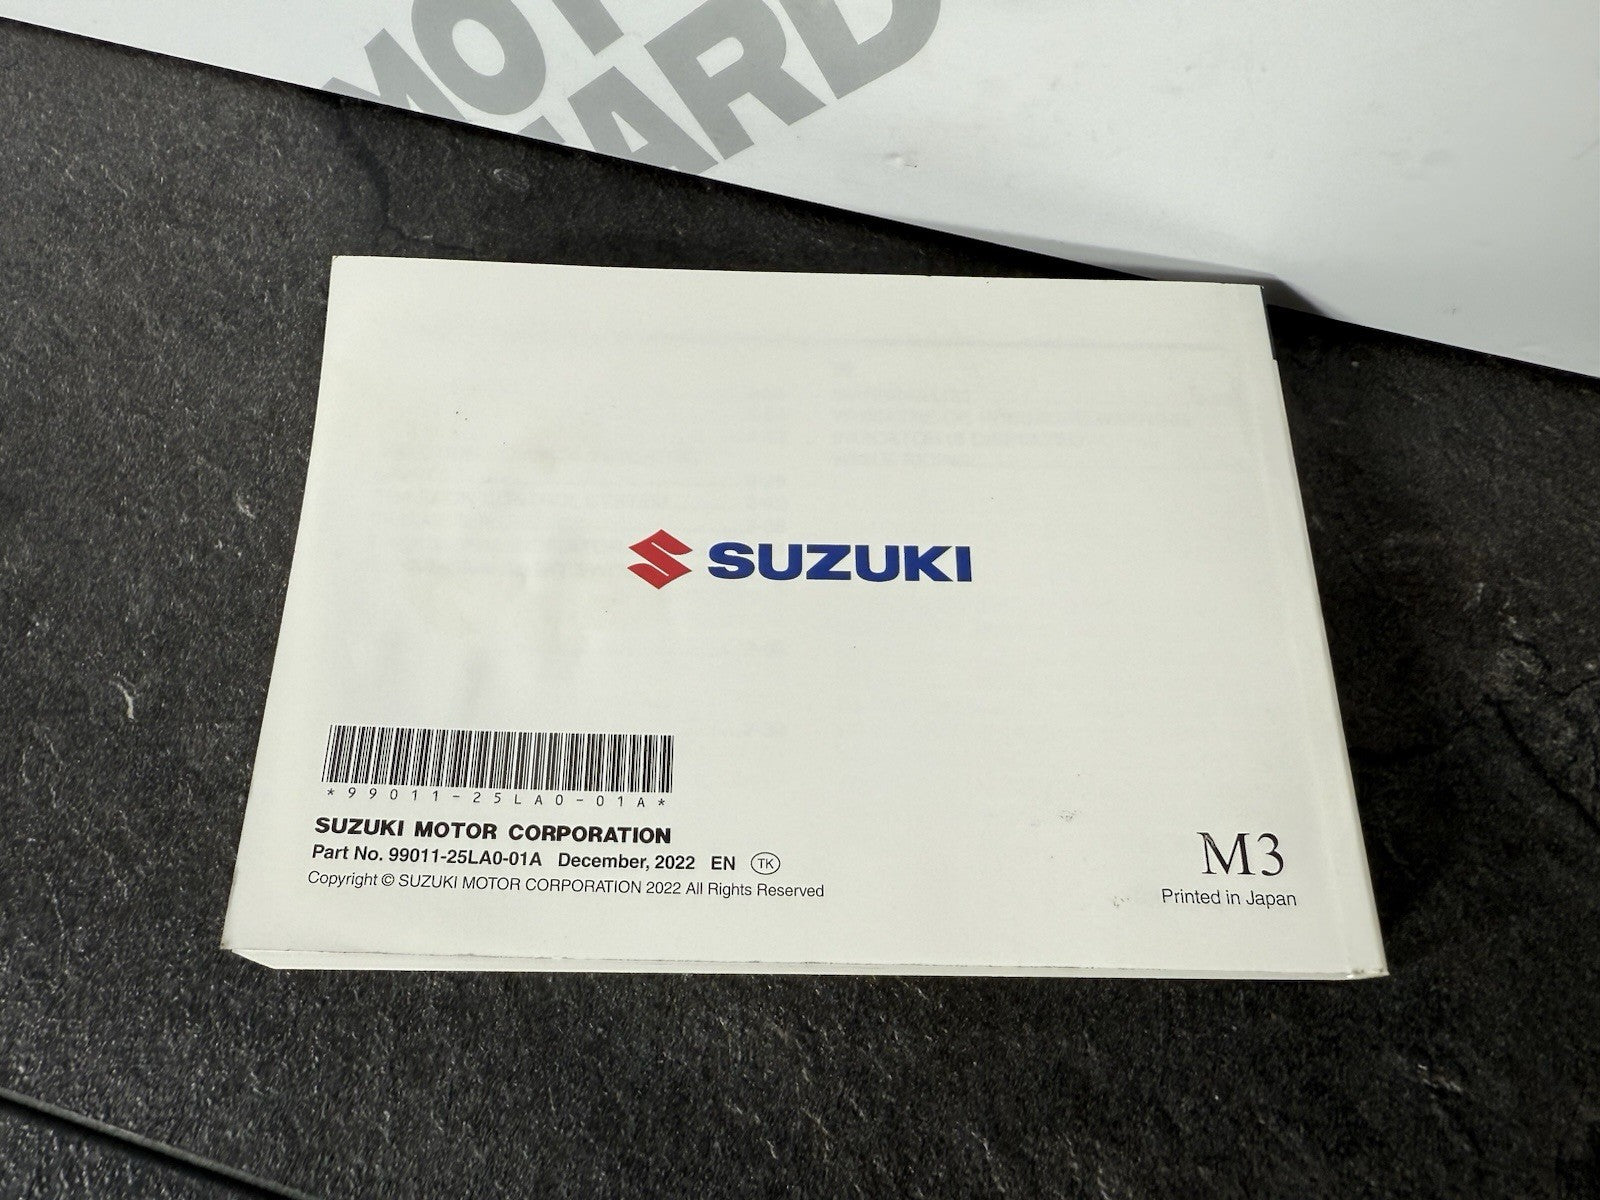 SUZUKI
*99011-25LA0-01A*
SUZUKI MOTOR CORPORATION
Part No. 99011-25LA0-01A December, 2022 EN TK
Copyright © SUZUKI MOTOR CORPORATION 2022 All Rights Reserved
M3
Printed in Japan